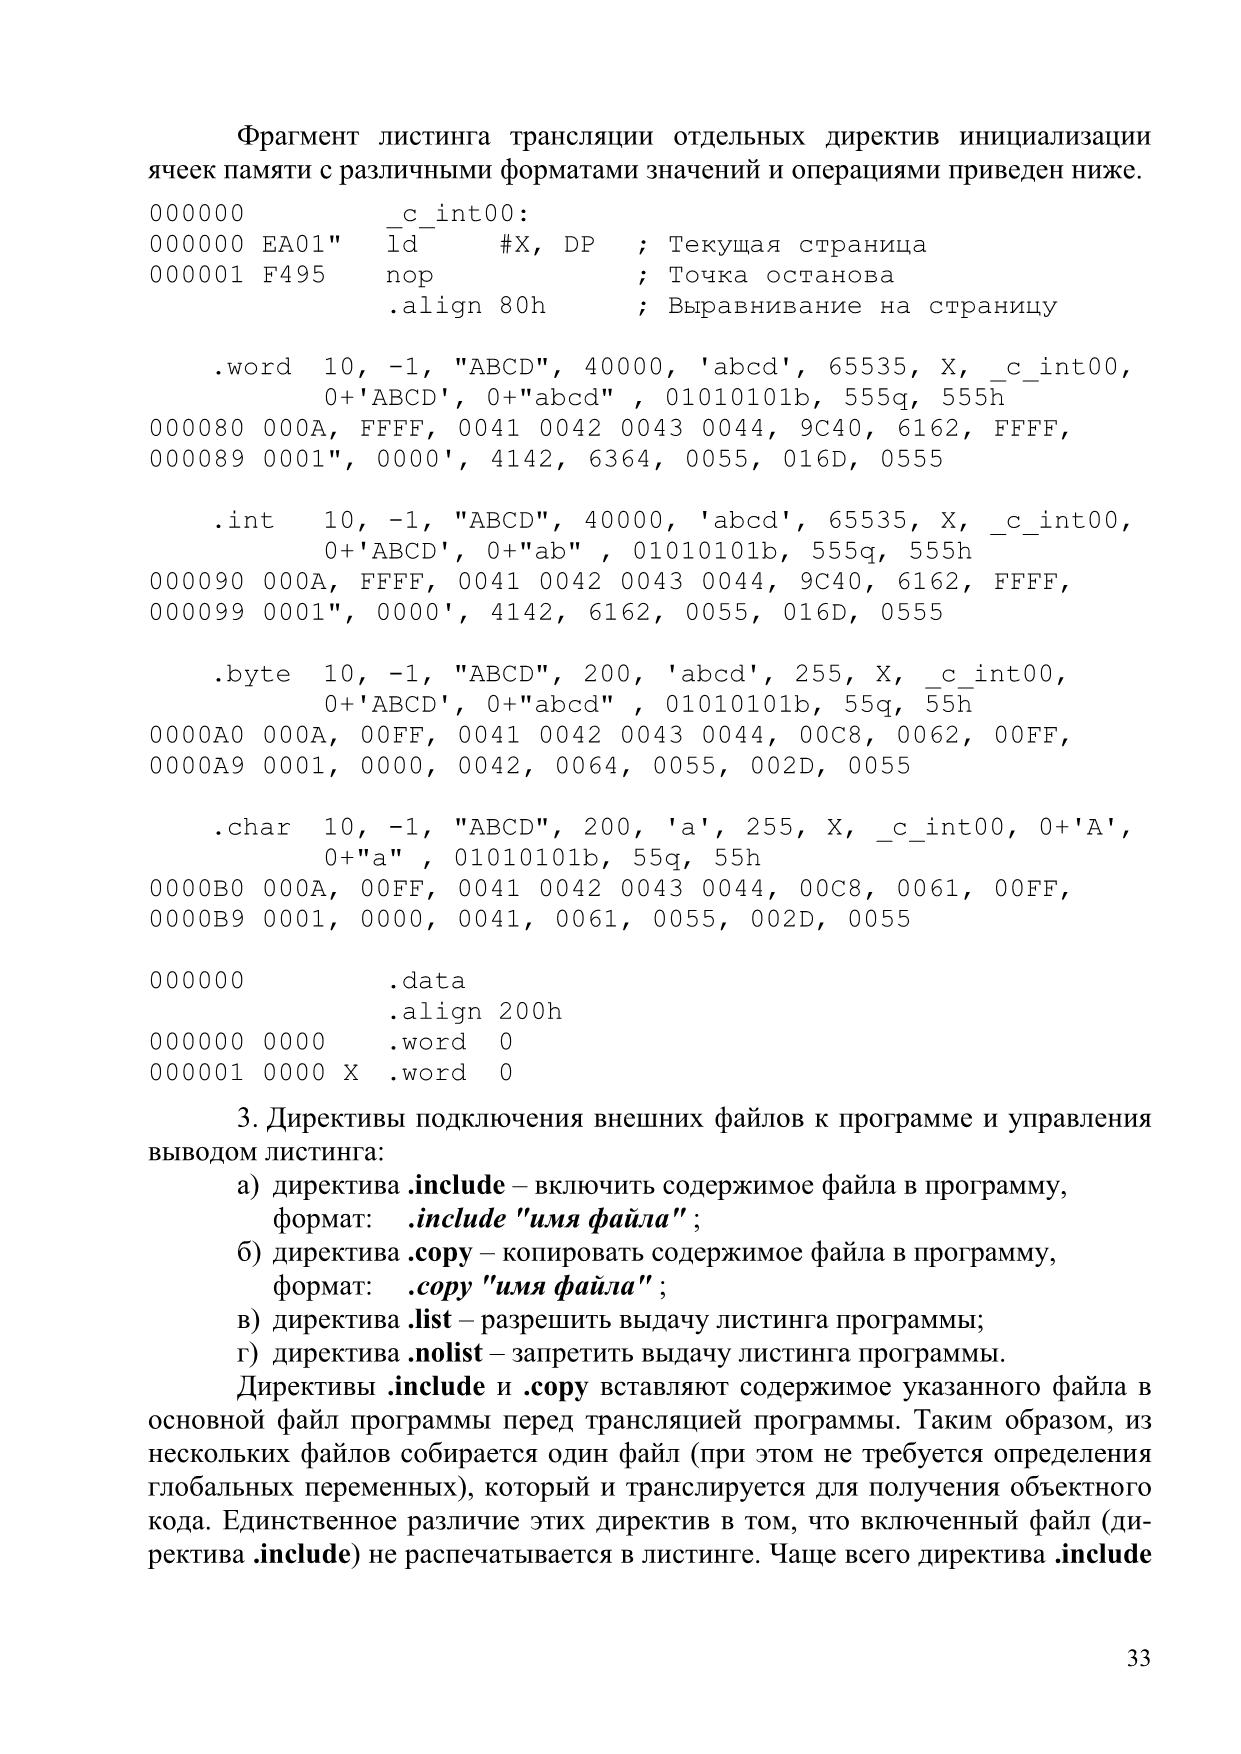 Фрагмент листинга трансляции отдельных директив инициализации
ячеек памяти с различными форматами значений и операциями приведен ниже.
000000 _c_int00:
000000 EA01" ld #X, DP ; Текущая страница
000001 F495 nop ; Точка останова
.align 80h ; Выравнивание на страницу
.word 10, -1, "ABCD", 40000, 'abcd', 65535, X, _c_int00,
0+'ABCD', 0+"abcd" , 01010101b, 555q, 555h
000080 000A, FFFF, 0041 0042 0043 0044, 9C40, 6162, FFFF,
000089 0001", 0000', 4142, 6364, 0055, 016D, 0555
.int 10, -1, "ABCD", 40000, 'abcd', 65535, X, _c_int00,
0+'ABCD', 0+"ab" , 01010101b, 555q, 555h
000090 000A, FFFF, 0041 0042 0043 0044, 9C40, 6162, FFFF,
000099 0001", 0000', 4142, 6162, 0055, 016D, 0555
.byte 10, -1, "ABCD", 200, 'abcd', 255, X, _c_int00,
0+'ABCD', 0+"abcd" , 01010101b, 55q, 55h
0000A0 000A, 00FF, 0041 0042 0043 0044, 00C8, 0062, 00FF,
0000A9 0001, 0000, 0042, 0064, 0055, 002D, 0055
.char 10, -1, "ABCD", 200, 'a', 255, X, _c_int00, 0+'A',
0+"a" , 01010101b, 55q, 55h
0000B0 000A, 00FF, 0041 0042 0043 0044, 00C8, 0061, 00FF,
0000B9 0001, 0000, 0041, 0061, 0055, 002D, 0055
000000 .data
.align 200h
000000 0000 .word 0
000001 0000 X .word 0
3. Директивы подключения внешних файлов к программе и управления
выводом листинга:
а) директива .include – включить содержимое файла в программу,
формат: .include "имя файла" ;
б) директива .copy – копировать содержимое файла в программу,
формат: .copy "имя файла" ;
в) директива .list – разрешить выдачу листинга программы;
г) директива .nolist – запретить выдачу листинга программы.
Директивы .include и .copy вставляют содержимое указанного файла в
основной файл программы перед трансляцией программы. Таким образом, из
нескольких файлов собирается один файл (при этом не требуется определения
глобальных переменных), который и транслируется для получения объектного
кода. Единственное различие этих директив в том, что включенный файл (ди-
ректива .include) не распечатывается в листинге. Чаще всего директива .include
33